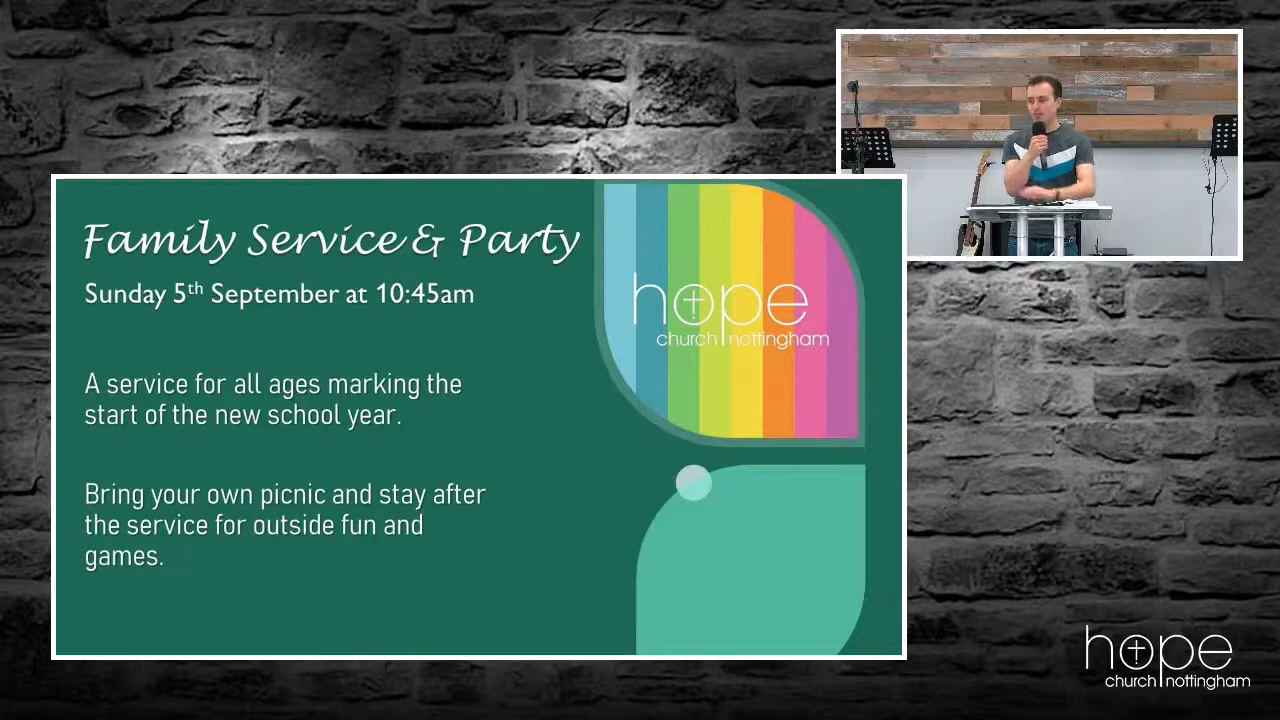 Family Service & Party
Sunday 5th September at 10:45am
A service for all ages marking the
start of the new school year.
Bring your own picnic and stay after
the service for outside fun and
games.
hope
church nottingham
hope
church nottingham